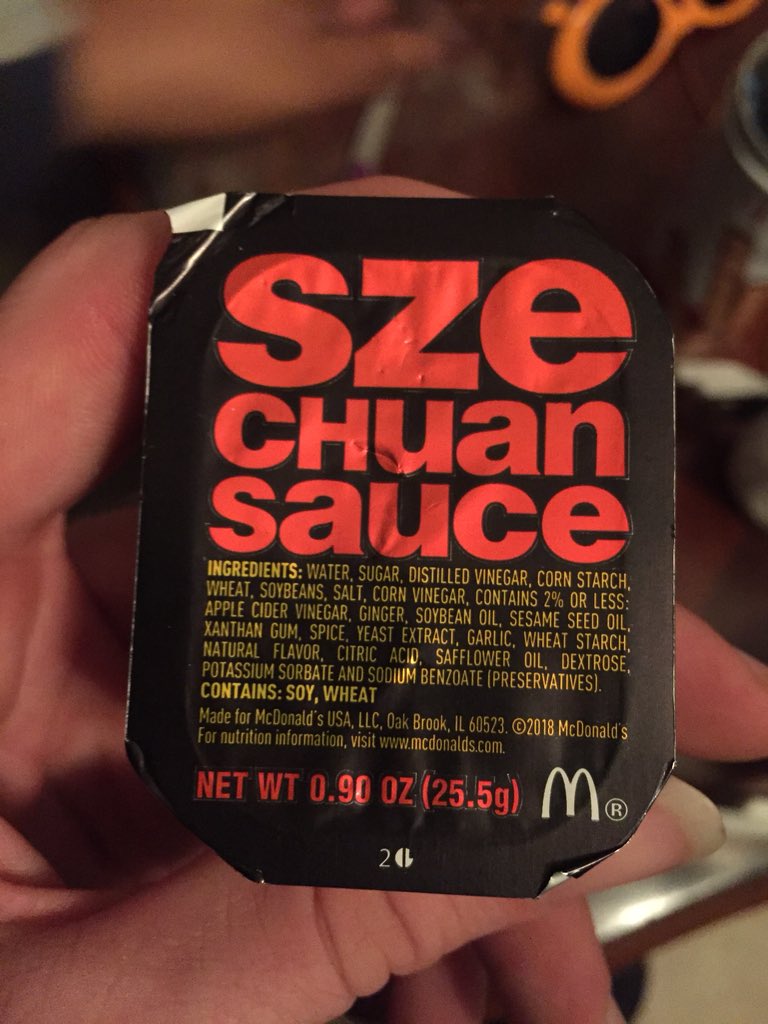 sze
CHuan
sauce
INGREDIENTS: WATER, SUGAR, DISTILLED VINEGAR, CORN STARCH,
WHEAT, SOYBEANS, SALT, CORN VINEGAR, CONTAINS 2% OR LESS:
APPLE CIDER VINEGAR, GINGER, SOYBEAN OIL, SESAME SEED OIL,
XANTHAN GUM, SPICE, YEAST EXTRACT, GARLIC, WHEAT STARCH,
NATURAL FLAVOR, CITRIC ACID, SAFFLOWER OIL, DEXTROSE,
POTASSIUM SORBATE AND SODIUM BENZOATE (PRESERVATIVES).
CONTAINS: SOY, WHEAT
Made for McDonald's USA, LLC, Oak Brook, IL 60523. ©2018 McDonald's
For nutrition information, visit www.mcdonalds.com.
NET WT 0.90 OZ (25.5g) M®
2